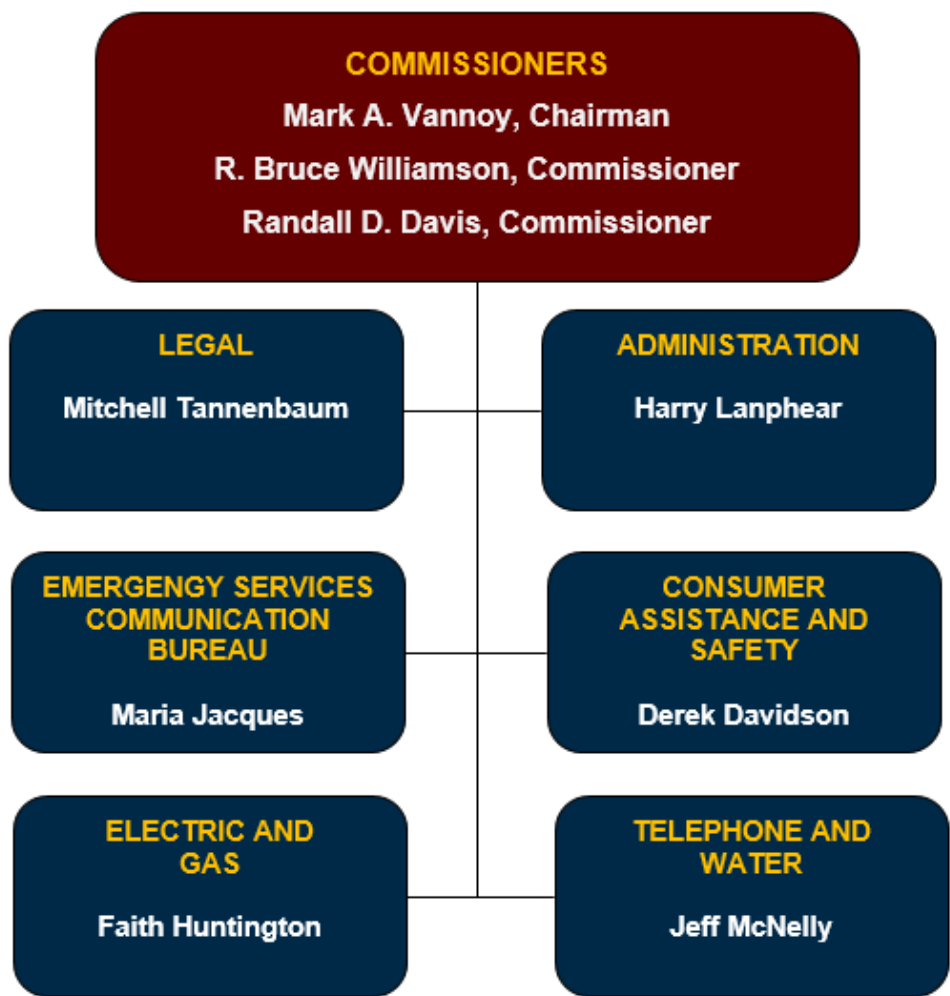 COMMISSIONERS
Mark A. Vannoy, Chairman
R. Bruce Williamson, Commissioner
Randall D. Davis, Commissioner
LEGAL
Mitchell Tannenbaum
ADMINISTRATION
Harry Lanphear
EMERGENGY SERVICES
COMMUNICATION
BUREAU
Maria Jacques
CONSUMER
ASSISTANCE AND
SAFETY
Derek Davidson
ELECTRIC AND
GAS
Faith Huntington
TELEPHONE AND
WATER
Jeff McNelly